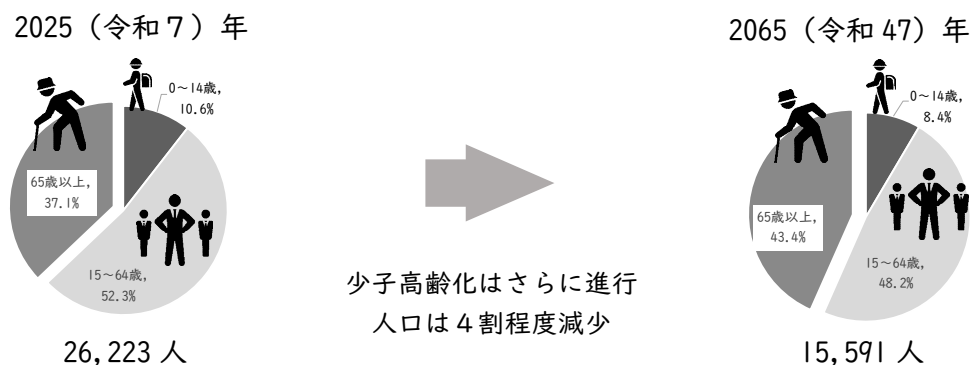 2025（令和７）年
0～14歳,
10.6%
65歳以上,
37.1%
15～64歳,
52.3%
26,223 人
少子高齢化はさらに進行
人口は４割程度減少
2065（令和 47）年
0～14歳,
8.4%
65歳以上,
43.4%
15～64歳,
48.2%
15,591 人